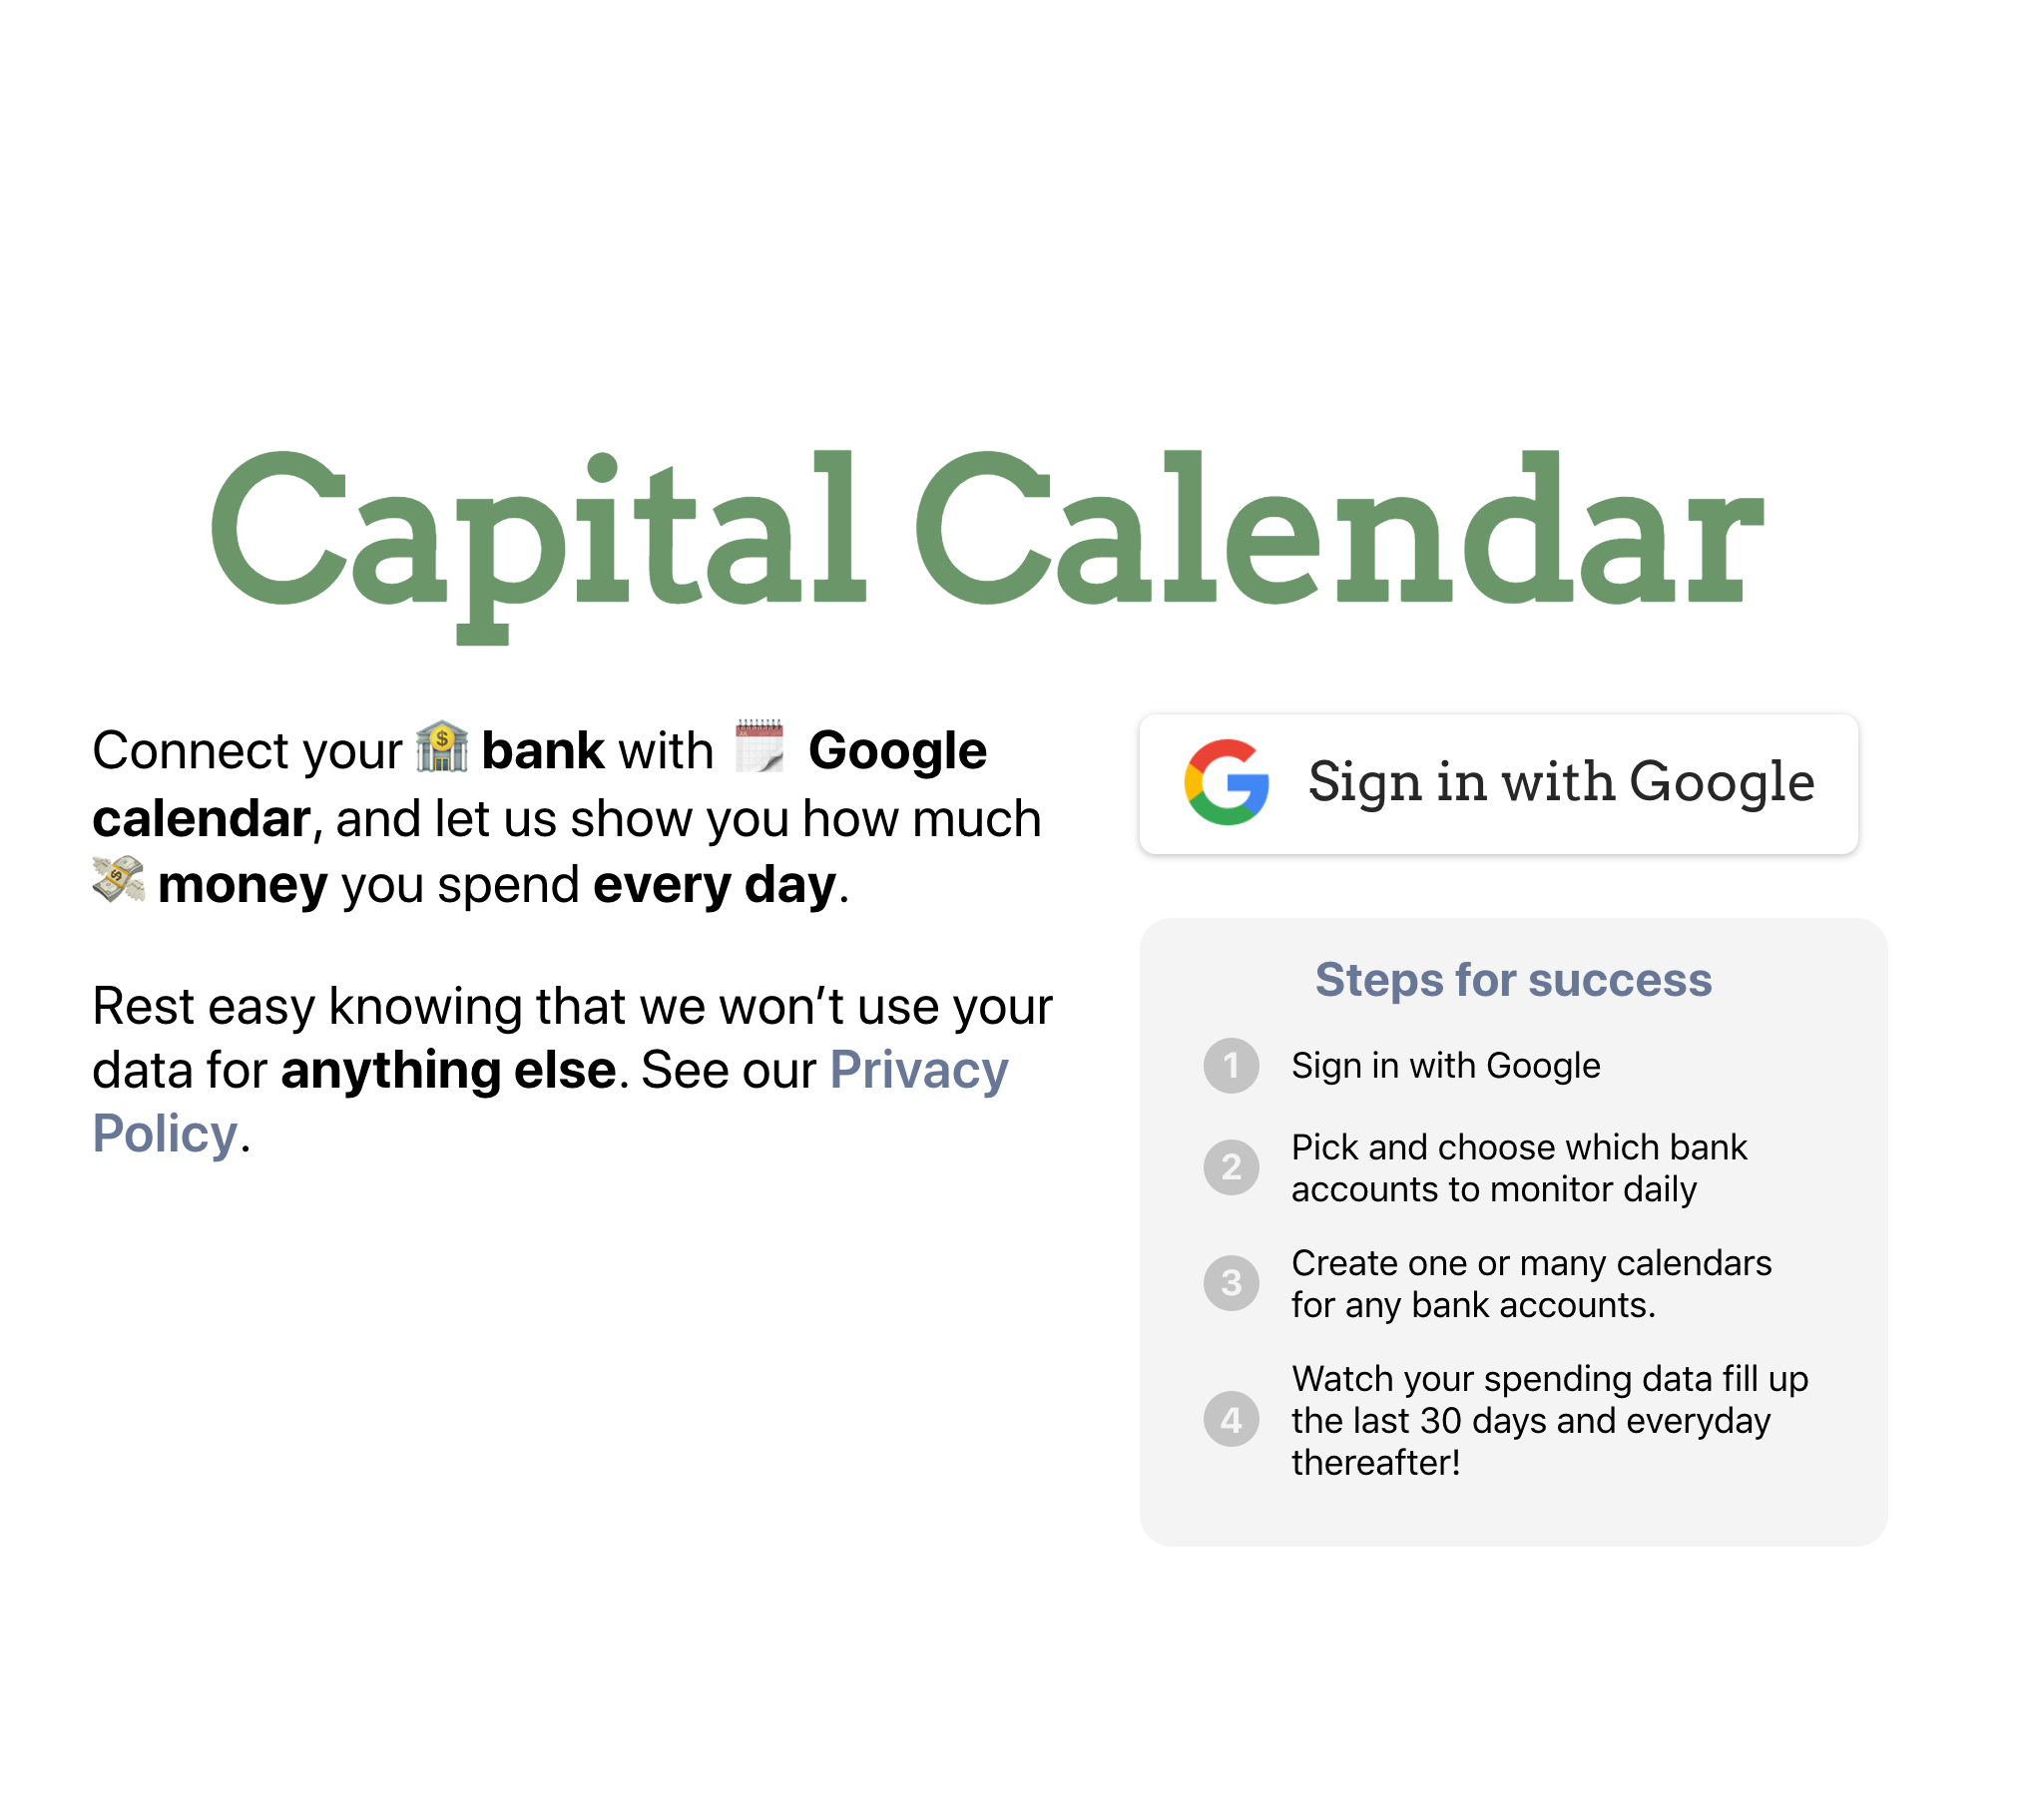 Capital Calendar
Connect your 🏦 bank with 🗓 Google
calendar, and let us show you how much
💸 money you spend every day.
Rest easy knowing that we won’t use your
data for anything else. See our Privacy
Policy.
Sign in with Google
Steps for success
1 Sign in with Google
2 Pick and choose which bank
accounts to monitor daily
3 Create one or many calendars
for any bank accounts.
4 Watch your spending data fill up
the last 30 days and everyday
thereafter!